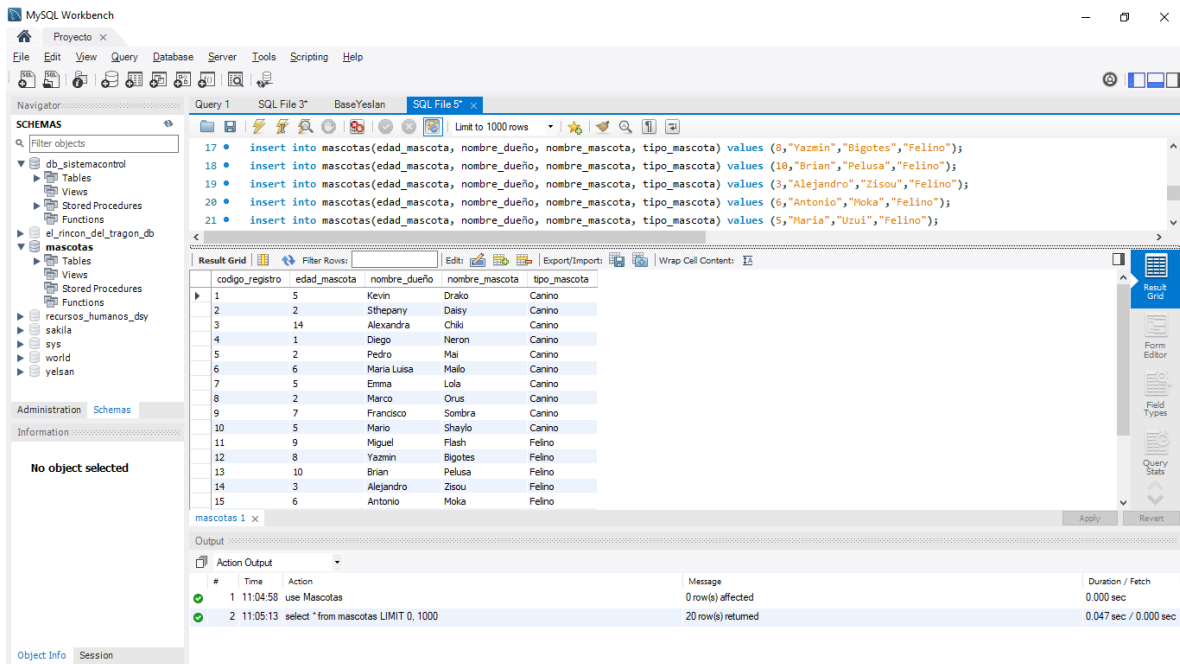 MySQL Workbench
Proyecto
File Edit View Query Database Server Tools Scripting Help
Navigator
SCHEMAS
Filter objects
db_sistemacontrol
Tables
Views
Stored Procedures
Functions
el_rincon_del_tragon_db
mascotas
Tables
Views
Stored Procedures
Functions
recursos_humanos_dsy
sakila
sys
world
yelsan
Administration Schemas
Information
No object selected
Object Info Session
Query 1 SQL File 3* BaseYeslan SQL File 5*
Limit to 1000 rows
17 insert into mascotas(edad_mascota, nombre_dueño, nombre_mascota, tipo_mascota) values (8,"Yazmin","Bigotes","Felino");
18 insert into mascotas(edad_mascota, nombre_dueño, nombre_mascota, tipo_mascota) values (10,"Brian","Pelusa","Felino");
19 insert into mascotas(edad_mascota, nombre_dueño, nombre_mascota, tipo_mascota) values (3,"Alejandro","Zisou","Felino");
20 insert into mascotas(edad_mascota, nombre_dueño, nombre_mascota, tipo_mascota) values (6,"Antonio","Moka","Felino");
21 insert into mascotas(edad_mascota, nombre_dueño, nombre_mascota, tipo_mascota) values (5,"Maria","Uzui","Felino");
Result Grid Filter Rows: Edit: Export/Import: Wrap Cell Content:
codigo_registro edad_mascota nombre_dueño nombre_mascota tipo_mascota
1 5 Kevin Drako Canino
2 2 Sthepany Daisy Canino
3 14 Alexandra Chiki Canino
4 1 Diego Neron Canino
5 2 Pedro Mai Canino
6 6 Maria Luisa Mailo Canino
7 5 Emma Lola Canino
8 2 Marco Orus Canino
9 7 Francisco Sombra Canino
10 5 Mario Shaylo Canino
11 9 Miguel Flash Felino
12 8 Yazmin Bigotes Felino
13 10 Brian Pelusa Felino
14 3 Alejandro Zisou Felino
15 6 Antonio Moka Felino
Result
Grid
Form
Editor
Field
Types
Query
Stats
mascotas 1 Apply Revert
Output
Action Output
# Time Action Message Duration / Fetch
1 11:04:58 use Mascotas 0 row(s) affected 0.000 sec
2 11:05:13 select * from mascotas LIMIT 0, 1000 20 row(s) returned 0.047 sec / 0.000 sec